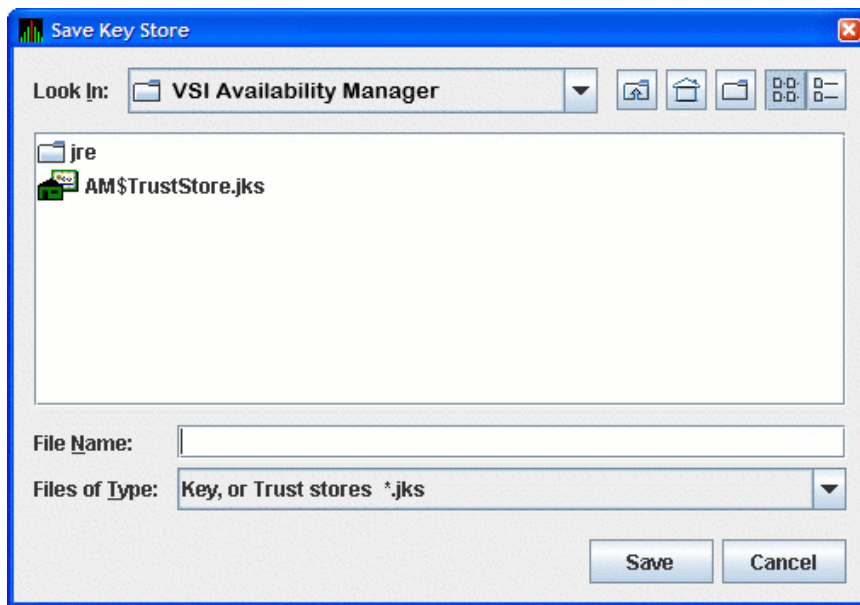 Save Key Store
Look In: VSI Availability Manager
jre
AM$TrustStore.jks
File Name:
Files of Type: Key, or Trust stores *.jks
Save Cancel